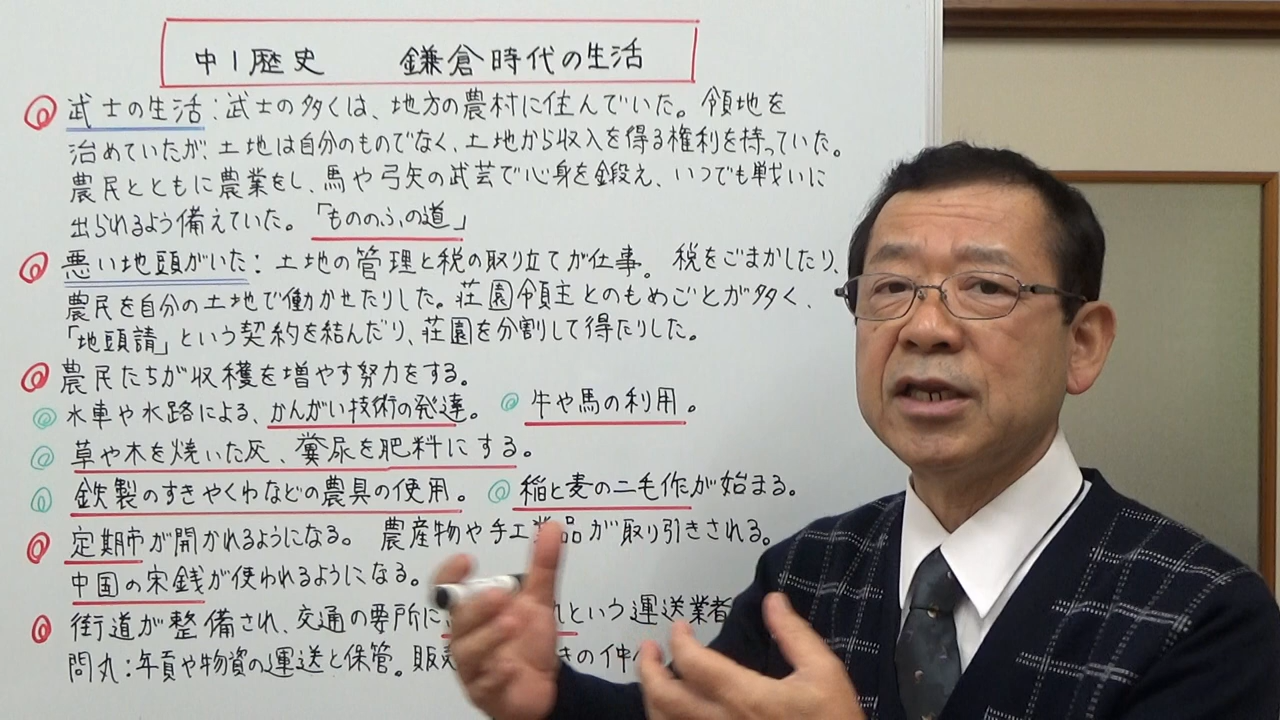 中1歴史 鎌倉時代の生活
武士の生活:武士の多くは、地方の農村に住んでいた。領地を
治めていたが、土地は自分のものでなく、土地から収入を得る権利を持っていた。
農民とともに農業をし、馬や弓矢の武芸で心身を鍛え、いつでも戦いに
出られるよう備えていた。「もののふの道」
悪い地頭がいた:土地の管理と税の取り立てが仕事。税をごまかしたり、
農民を自分の土地で働かせたりした。荘園領主とのもめごとが多く、
「地頭請」という契約を結んだり、荘園を分割して得たりした。
農民たちが収穫を増やす努力をする。
水車や水路による、かんがい技術の発達。 牛や馬の利用。
草や木を焼いた灰、糞尿を肥料にする。
鉄製のすきやくわなどの農具の使用。 稲と麦の二毛作が始まる。
定期市が開かれるようになる。 農産物や手工業品が取り引きされる。
中国の宋銭が使われるようになる。
街道が整備され、交通の要所に れという運送業者
問丸:年貢や物資の運送と保管。販売 きの仲